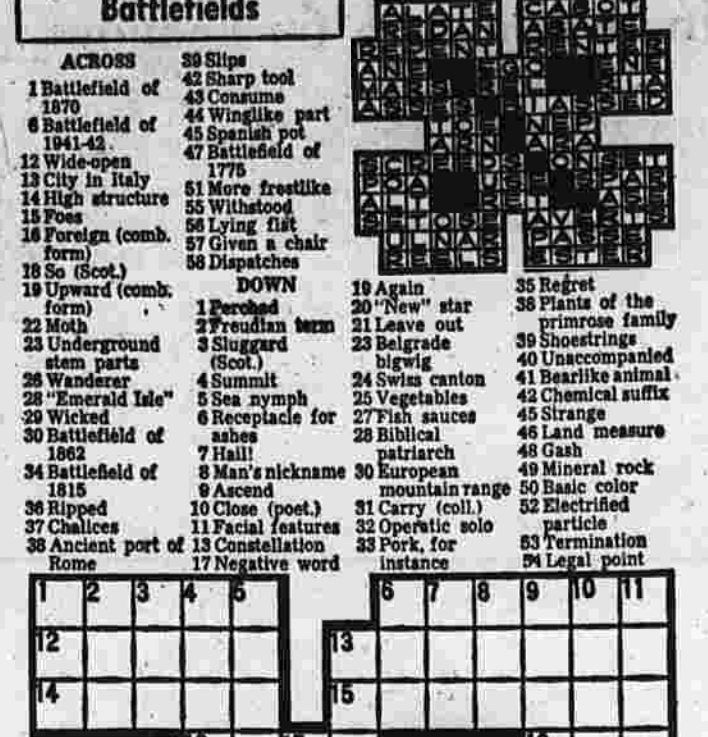 Battlefields
ACROSS
1 Battlefield of
1870
6 Battlefield of
1941-42
12 Wide-open
13 City in Italy
14 High structure
15 Foes
16 Foreign (comb.
form)
18 So (Scot.)
19 Upward (comb.
form)
22 Moth
23 Underground
stem parts
26 Wanderer
28 "Emerald Isle"
29 Wicked
30 Battlefield of
1862
34 Battlefield of
1815
36 Ripped
37 Chalices
38 Ancient port of
Rome
39 Slips
42 Sharp tool
43 Consume
44 Winglike part
45 Spanish pot
47 Battlefield of
1775
51 More frostlike
55 Withstood
56 Lying fist
57 Given a chair
58 Dispatches
DOWN
1 Perched
2 Freudian term
3 Sluggard
(Scot.)
4 Summit
5 Sea nymph
6 Receptacle for
ashes
7 Hail!
8 Man's nickname
9 Ascend
10 Close (poet.)
11 Facial features
13 Constellation
17 Negative word
19 Again
20 "New" star
21 Leave out
23 Belgrade
bigwig
24 Swiss canton
25 Vegetables
27 Fish sauces
28 Biblical
patriarch
30 European
mountain range
31 Carry (coll.)
32 Operatic solo
33 Pork, for
instance
35 Regret
38 Plants of the
primrose family
39 Shoestrings
40 Unaccompanied
41 Bearlike animal
42 Chemical suffix
45 Strange
46 Land measure
48 Gash
49 Mineral rock
50 Basic color
52 Electrified
particle
53 Termination
54 Legal point
1 2 3 4 5 6 7 8 9 10 11
12 13
14 15